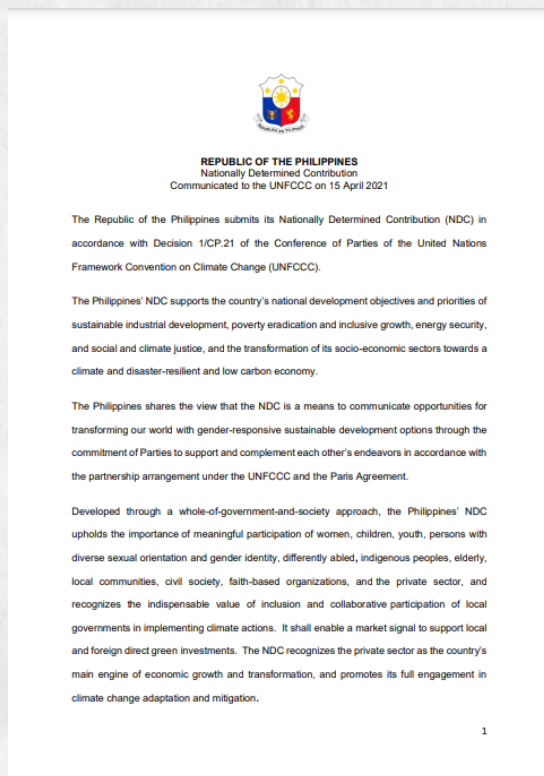 REPUBLIC OF THE PHILIPPINES
Nationally Determined Contribution
Communicated to the UNFCCC on 15 April 2021
The Republic of the Philippines submits its Nationally Determined Contribution (NDC) in
accordance with Decision 1/CP.21 of the Conference of Parties of the United Nations
Framework Convention on Climate Change (UNFCCC).
The Philippines' NDC supports the country's national development objectives and priorities of
sustainable industrial development, poverty eradication and inclusive growth, energy security,
and social and climate justice, and the transformation of its socio-economic sectors towards a
climate and disaster-resilient and low carbon economy.
The Philippines shares the view that the NDC is a means to communicate opportunities for
transforming our world with gender-responsive sustainable development options through the
commitment of Parties to support and complement each other's endeavors in accordance with
the partnership arrangement under the UNFCCC and the Paris Agreement.
Developed through a whole-of-government-and-society approach, the Philippines' NDC
upholds the importance of meaningful participation of women, children, youth, persons with
diverse sexual orientation and gender identity, differently abled, indigenous peoples, elderly,
local communities, civil society, faith-based organizations, and the private sector, and
recognizes the indispensable value of inclusion and collaborative participation of local
governments in implementing climate actions. It shall enable a market signal to support local
and foreign direct green investments. The NDC recognizes the private sector as the country's
main engine of economic growth and transformation, and promotes its full engagement in
climate change adaptation and mitigation.
1